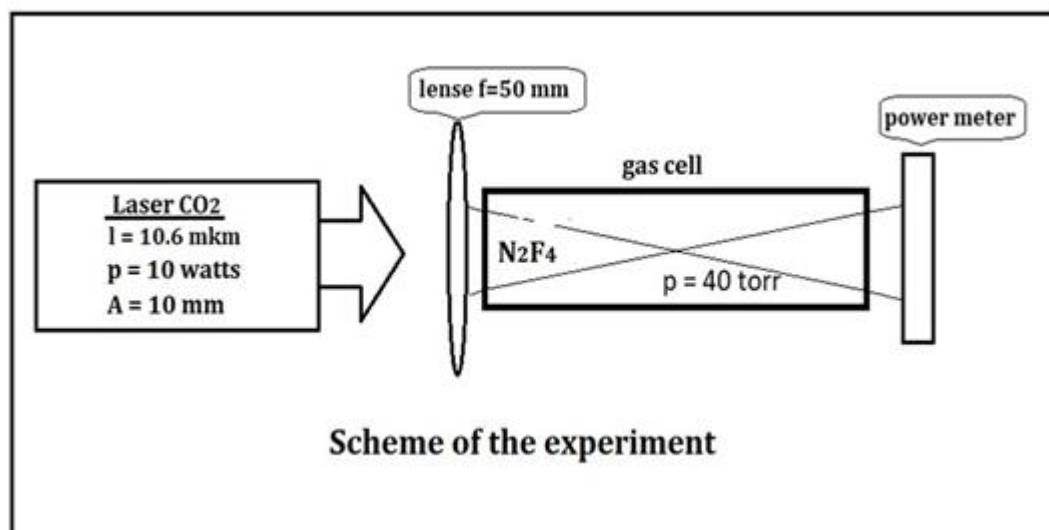 lense f=50 mm
power meter
gas cell
Laser CO2
l = 10.6 mkm
p = 10 watts
A = 10 mm
N2F4
p = 40 torr
Scheme of the experiment